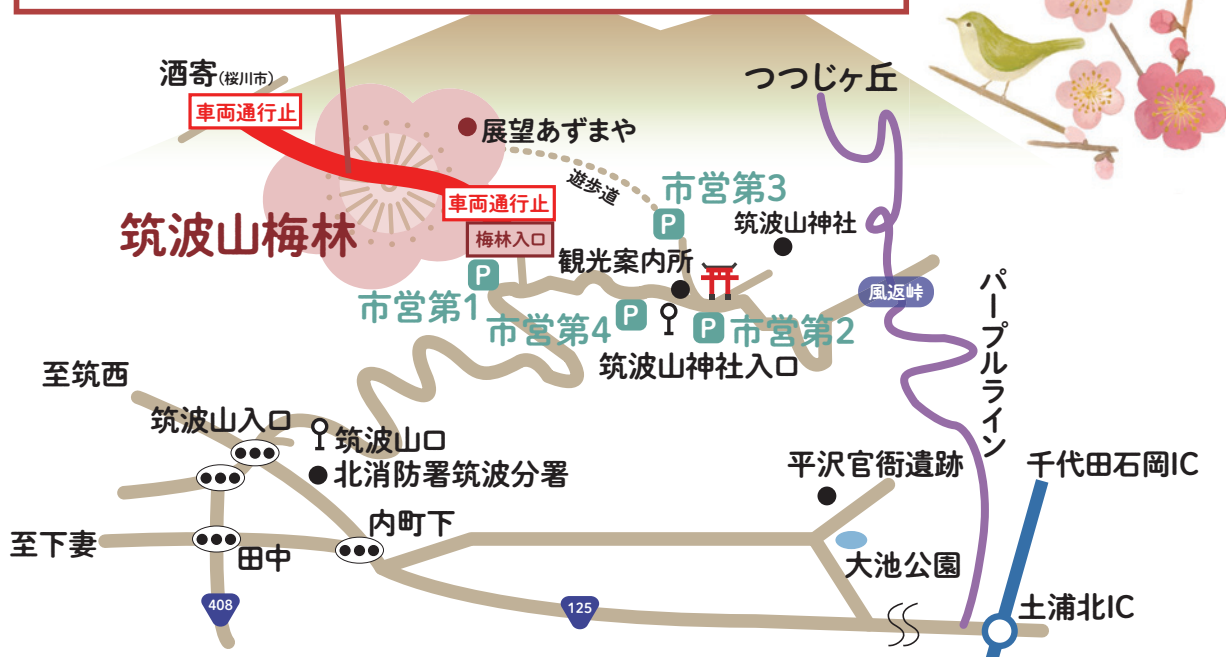 酒寄(桜川市)
車両通行止
つつじヶ丘
展望あずまや
遊歩道
市営第3
P
車両通行止
梅林入口
筑波山梅林
筑波山神社
観光案内所
P
市営第1
風返峠
パープルライン
P
市営第4
P
市営第2
筑波山神社入口
至筑西
筑波山入口
筑波山口
北消防署筑波分署
平沢官衙遺跡
千代田石岡IC
内町下
至下妻
田中
大池公園
408
125
土浦北IC